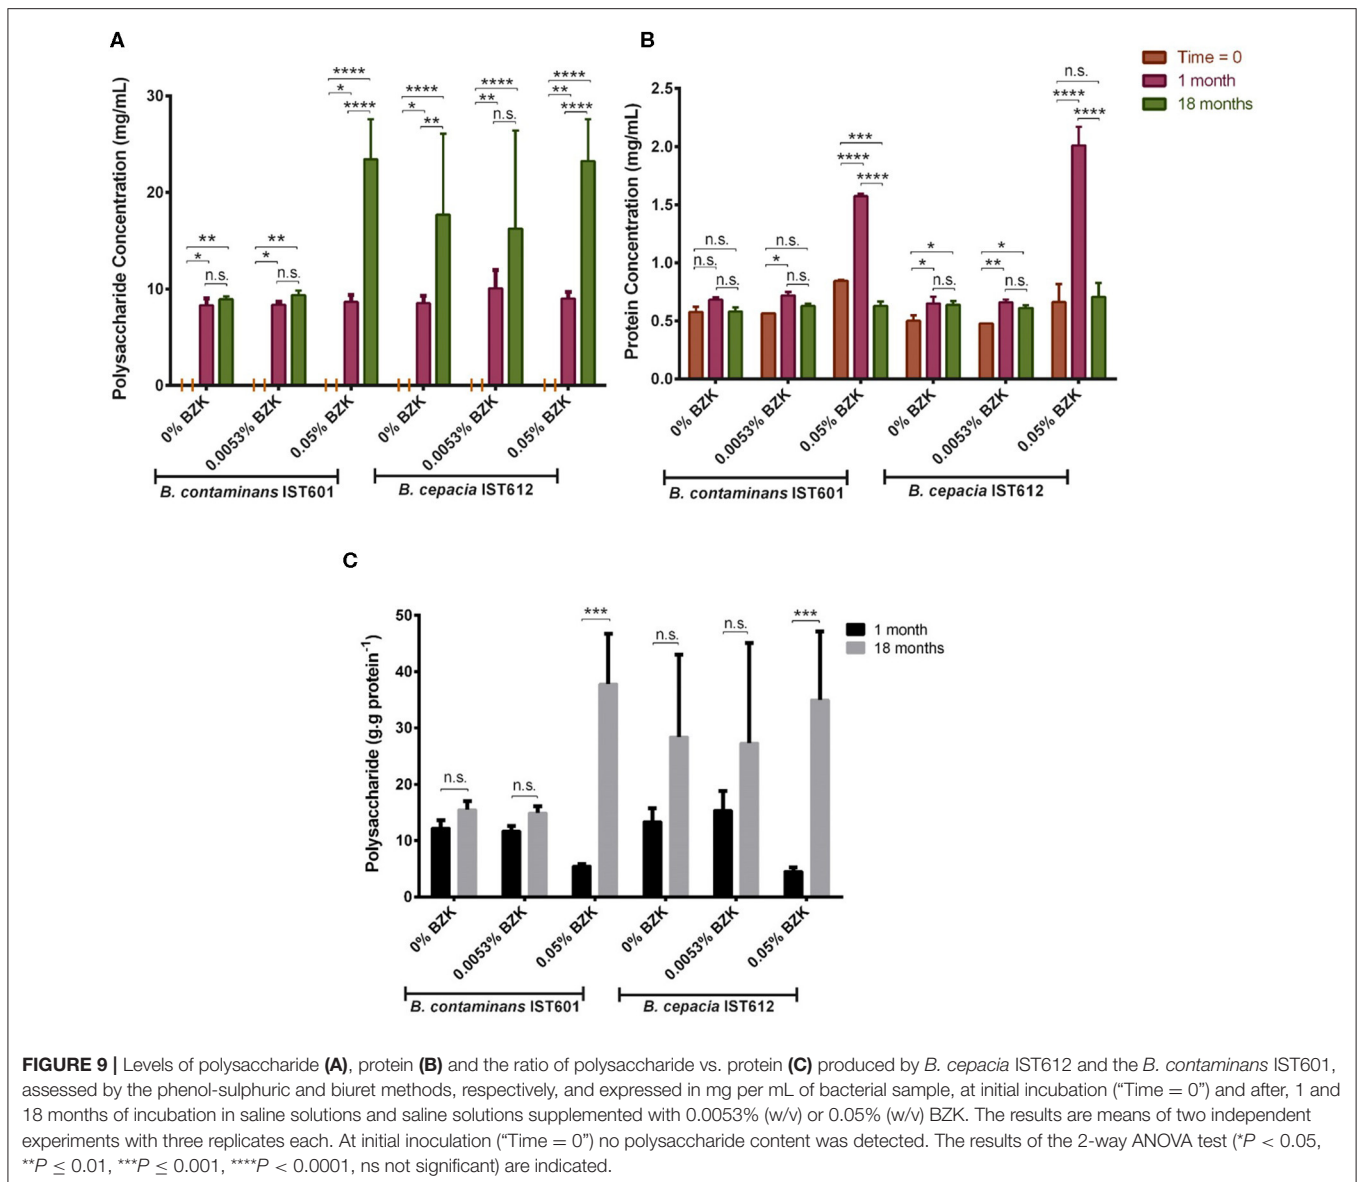 A
Polysaccharide Concentration (mg/mL)
30
20
10
0
** * n.s.
** * n.s.
**** * ****
**** * **
**** ** n.s.
**** ** ****
0% BZK
0.0053% BZK
0.05% BZK
0% BZK
0.0053% BZK
0.05% BZK
B. contaminans IST601
B. cepacia IST612
B
Protein Concentration (mg/mL)
2.5
2.0
1.5
1.0
0.5
0.0
n.s. n.s. n.s.
n.s. * n.s.
*** **** ****
* * n.s.
* ** n.s.
n.s. **** ****
0% BZK
0.0053% BZK
0.05% BZK
0% BZK
0.0053% BZK
0.05% BZK
B. contaminans IST601
B. cepacia IST612
Time = 0
1 month
18 months
C
Polysaccharide (g.g protein-1)
50
40
30
20
10
0
n.s.
n.s.
***
n.s.
n.s.
***
0% BZK
0.0053% BZK
0.05% BZK
0% BZK
0.0053% BZK
0.05% BZK
B. contaminans IST601
B. cepacia IST612
1 month
18 months
FIGURE 9 | Levels of polysaccharide (A), protein (B) and the ratio of polysaccharide vs. protein (C) produced by B. cepacia IST612 and the B. contaminans IST601,
assessed by the phenol-sulphuric and biuret methods, respectively, and expressed in mg per mL of bacterial sample, at initial incubation (“Time = 0”) and after, 1 and
18 months of incubation in saline solutions and saline solutions supplemented with 0.0053% (w/v) or 0.05% (w/v) BZK. The results are means of two independent
experiments with three replicates each. At initial inoculation (“Time = 0”) no polysaccharide content was detected. The results of the 2-way ANOVA test (*P < 0.05,
**P ≤ 0.01, ***P ≤ 0.001, ****P < 0.0001, ns not significant) are indicated.